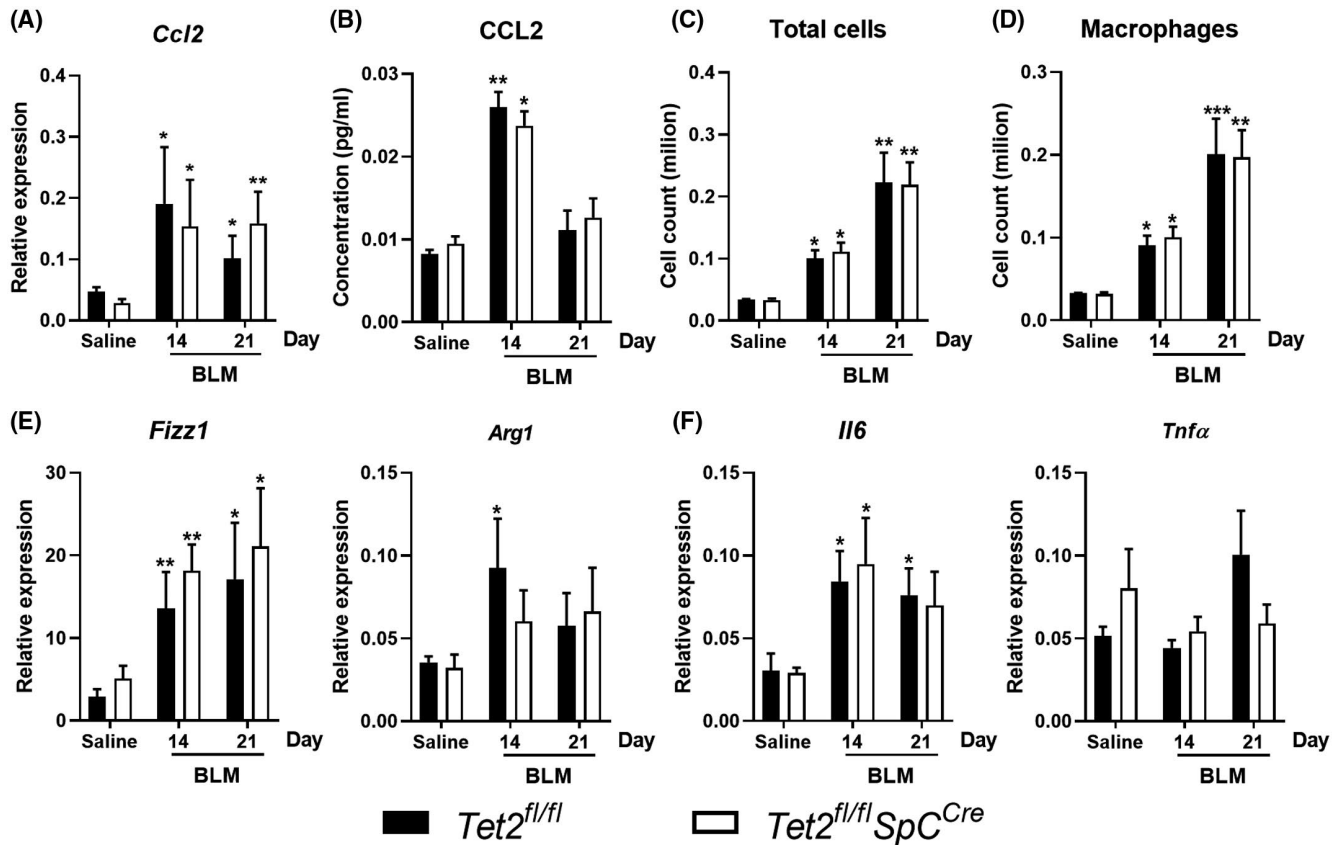 (A) Ccl2
Relative expression
0.4
0.3
0.2
0.1
0.0
* * * **
Saline 14 21 Day
BLM
(B) CCL2
Concentration (pg/ml)
0.03
0.02
0.01
0.00
** *
Saline 14 21 Day
BLM
(C) Total cells
Cell count (milion)
0.4
0.3
0.2
0.1
0.0
* * ** **
Saline 14 21 Day
BLM
(D) Macrophages
Cell count (milion)
0.3
0.2
0.1
0.0
* * *** **
Saline 14 21 Day
BLM
(E) Fizz1
Relative expression
30
20
10
0
** ** * *
Saline 14 21 Day
BLM
Arg1
Relative expression
0.15
0.10
0.05
0.00
*
Saline 14 21 Day
BLM
(F) Il6
Relative expression
0.15
0.10
0.05
0.00
* * *
Saline 14 21 Day
BLM
Tnfα
Relative expression
0.15
0.10
0.05
0.00
Saline 14 21 Day
BLM
Tet2fl/fl Tet2fl/flSpCCre